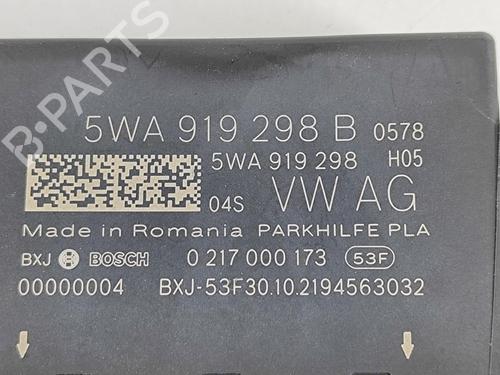 B-PARTS
5WA 919 298 B 0578
5WA 919 298 H05
04S VW AG
Made in Romania PARKHILFE PLA
BXJ BOSCH 0 217 000 173 53F
00000004 BXJ-53F30.10.2194563032